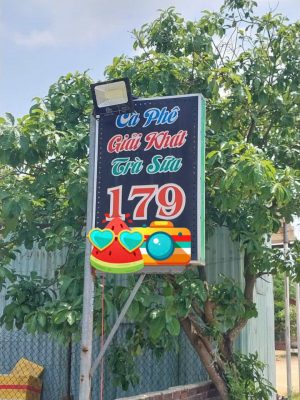 Cà Phê
Giải Khát
Trà Sữa
179